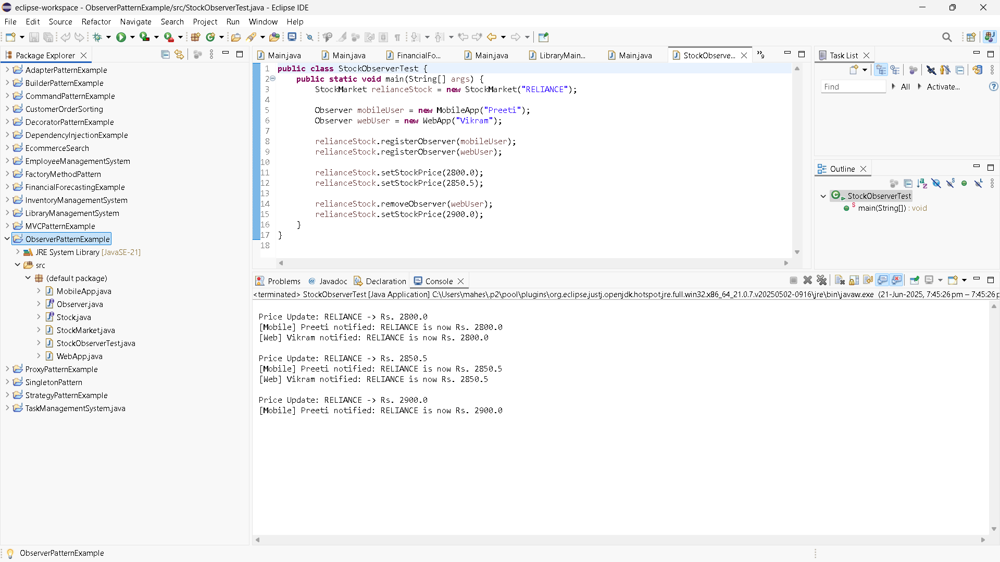 eclipse-workspace - ObserverPatternExample/src/StockObserverTest.java - Eclipse IDE
File Edit Source Refactor Navigate Search Project Run Window Help
Package Explorer
AdapterPatternExample
BuilderPatternExample
CommandPatternExample
CustomerOrderSorting
DecoratorPatternExample
DependencyInjectionExample
EcommerceSearch
EmployeeManagementSystem
FactoryMethodPattern
FinancialForecastingExample
InventoryManagementSystem
LibraryManagementSystem
MVCPatternExample
ObserverPatternExample
JRE System Library [JavaSE-21]
src
(default package)
MobileApp.java
Observer.java
Stock.java
StockMarket.java
StockObserverTest.java
WebApp.java
ProxyPatternExample
SingletonPattern
StrategyPatternExample
TaskManagementSystem.java
Main.java Main.java FinancialFo... Main.java LibraryMain... Main.java StockObserve... »9
1 public class StockObserverTest {
2 public static void main(String[] args) {
3 StockMarket relianceStock = new StockMarket("RELIANCE");
4
5 Observer mobileUser = new MobileApp("Preeti");
6 Observer webUser = new WebApp("Vikram");
7
8 relianceStock.registerObserver(mobileUser);
9 relianceStock.registerObserver(webUser);
10
11 relianceStock.setStockPrice(2800.0);
12 relianceStock.setStockPrice(2850.5);
13
14 relianceStock.removeObserver(webUser);
15 relianceStock.setStockPrice(2900.0);
16 }
17 }
18
Task List
Find All Activate...
Outline
StockObserverTest
main(String[]) : void
Problems Javadoc Declaration Console
<terminated> StockObserverTest [Java Application] C:\Users\mahes\.p2\pool\plugins\org.eclipse.justj.openjdk.hotspot.jre.full.win32.x86_64_21.0.7.v20250502-0916\jre\bin\javaw.exe (21-Jun-2025, 7:45:26 pm – 7:45:26 p
Price Update: RELIANCE -> Rs. 2800.0
[Mobile] Preeti notified: RELIANCE is now Rs. 2800.0
[Web] Vikram notified: RELIANCE is now Rs. 2800.0
Price Update: RELIANCE -> Rs. 2850.5
[Mobile] Preeti notified: RELIANCE is now Rs. 2850.5
[Web] Vikram notified: RELIANCE is now Rs. 2850.5
Price Update: RELIANCE -> Rs. 2900.0
[Mobile] Preeti notified: RELIANCE is now Rs. 2900.0
ObserverPatternExample